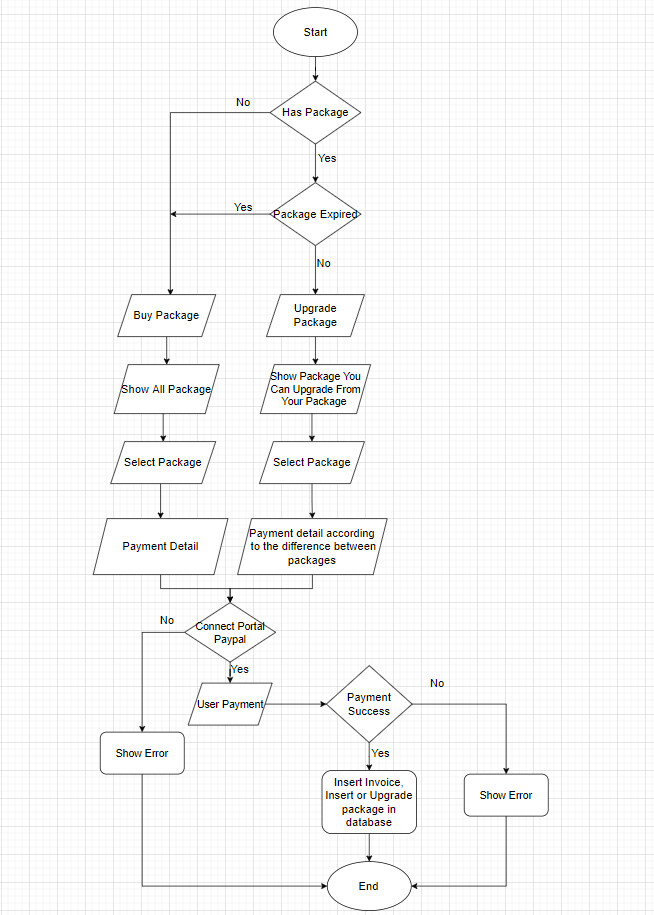 Start
No
Has Package
Yes
Yes
Package Expired
No
Buy Package
Upgrade
Package
Show All Package
Show Package You
Can Upgrade From
Your Package
Select Package
Select Package
Payment Detail
Payment detail according
to the difference between
packages
No
Connect Portal
Paypal
Yes
User Payment
Payment
Success
No
Yes
Show Error
Insert Invoice,
Insert or Upgrade
package in
database
Show Error
End